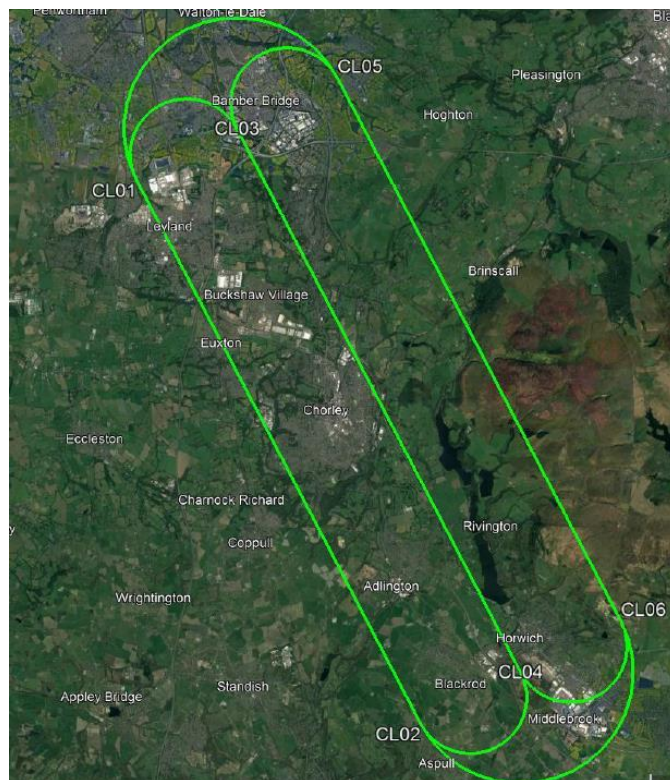 Walton-le-Dale
CL05
Pleasington
Bamber Bridge
Hoghton
CL03
CL01
Leyland
Brinscall
Buckshaw Village
Euxton
Chorley
Eccleston
Charnock Richard
Rivington
Coppull
Adlington
Wrightington
CL06
Horwich
CL04
Blackrod
Standish
Appley Bridge
Middlebrook
CL02
Aspull